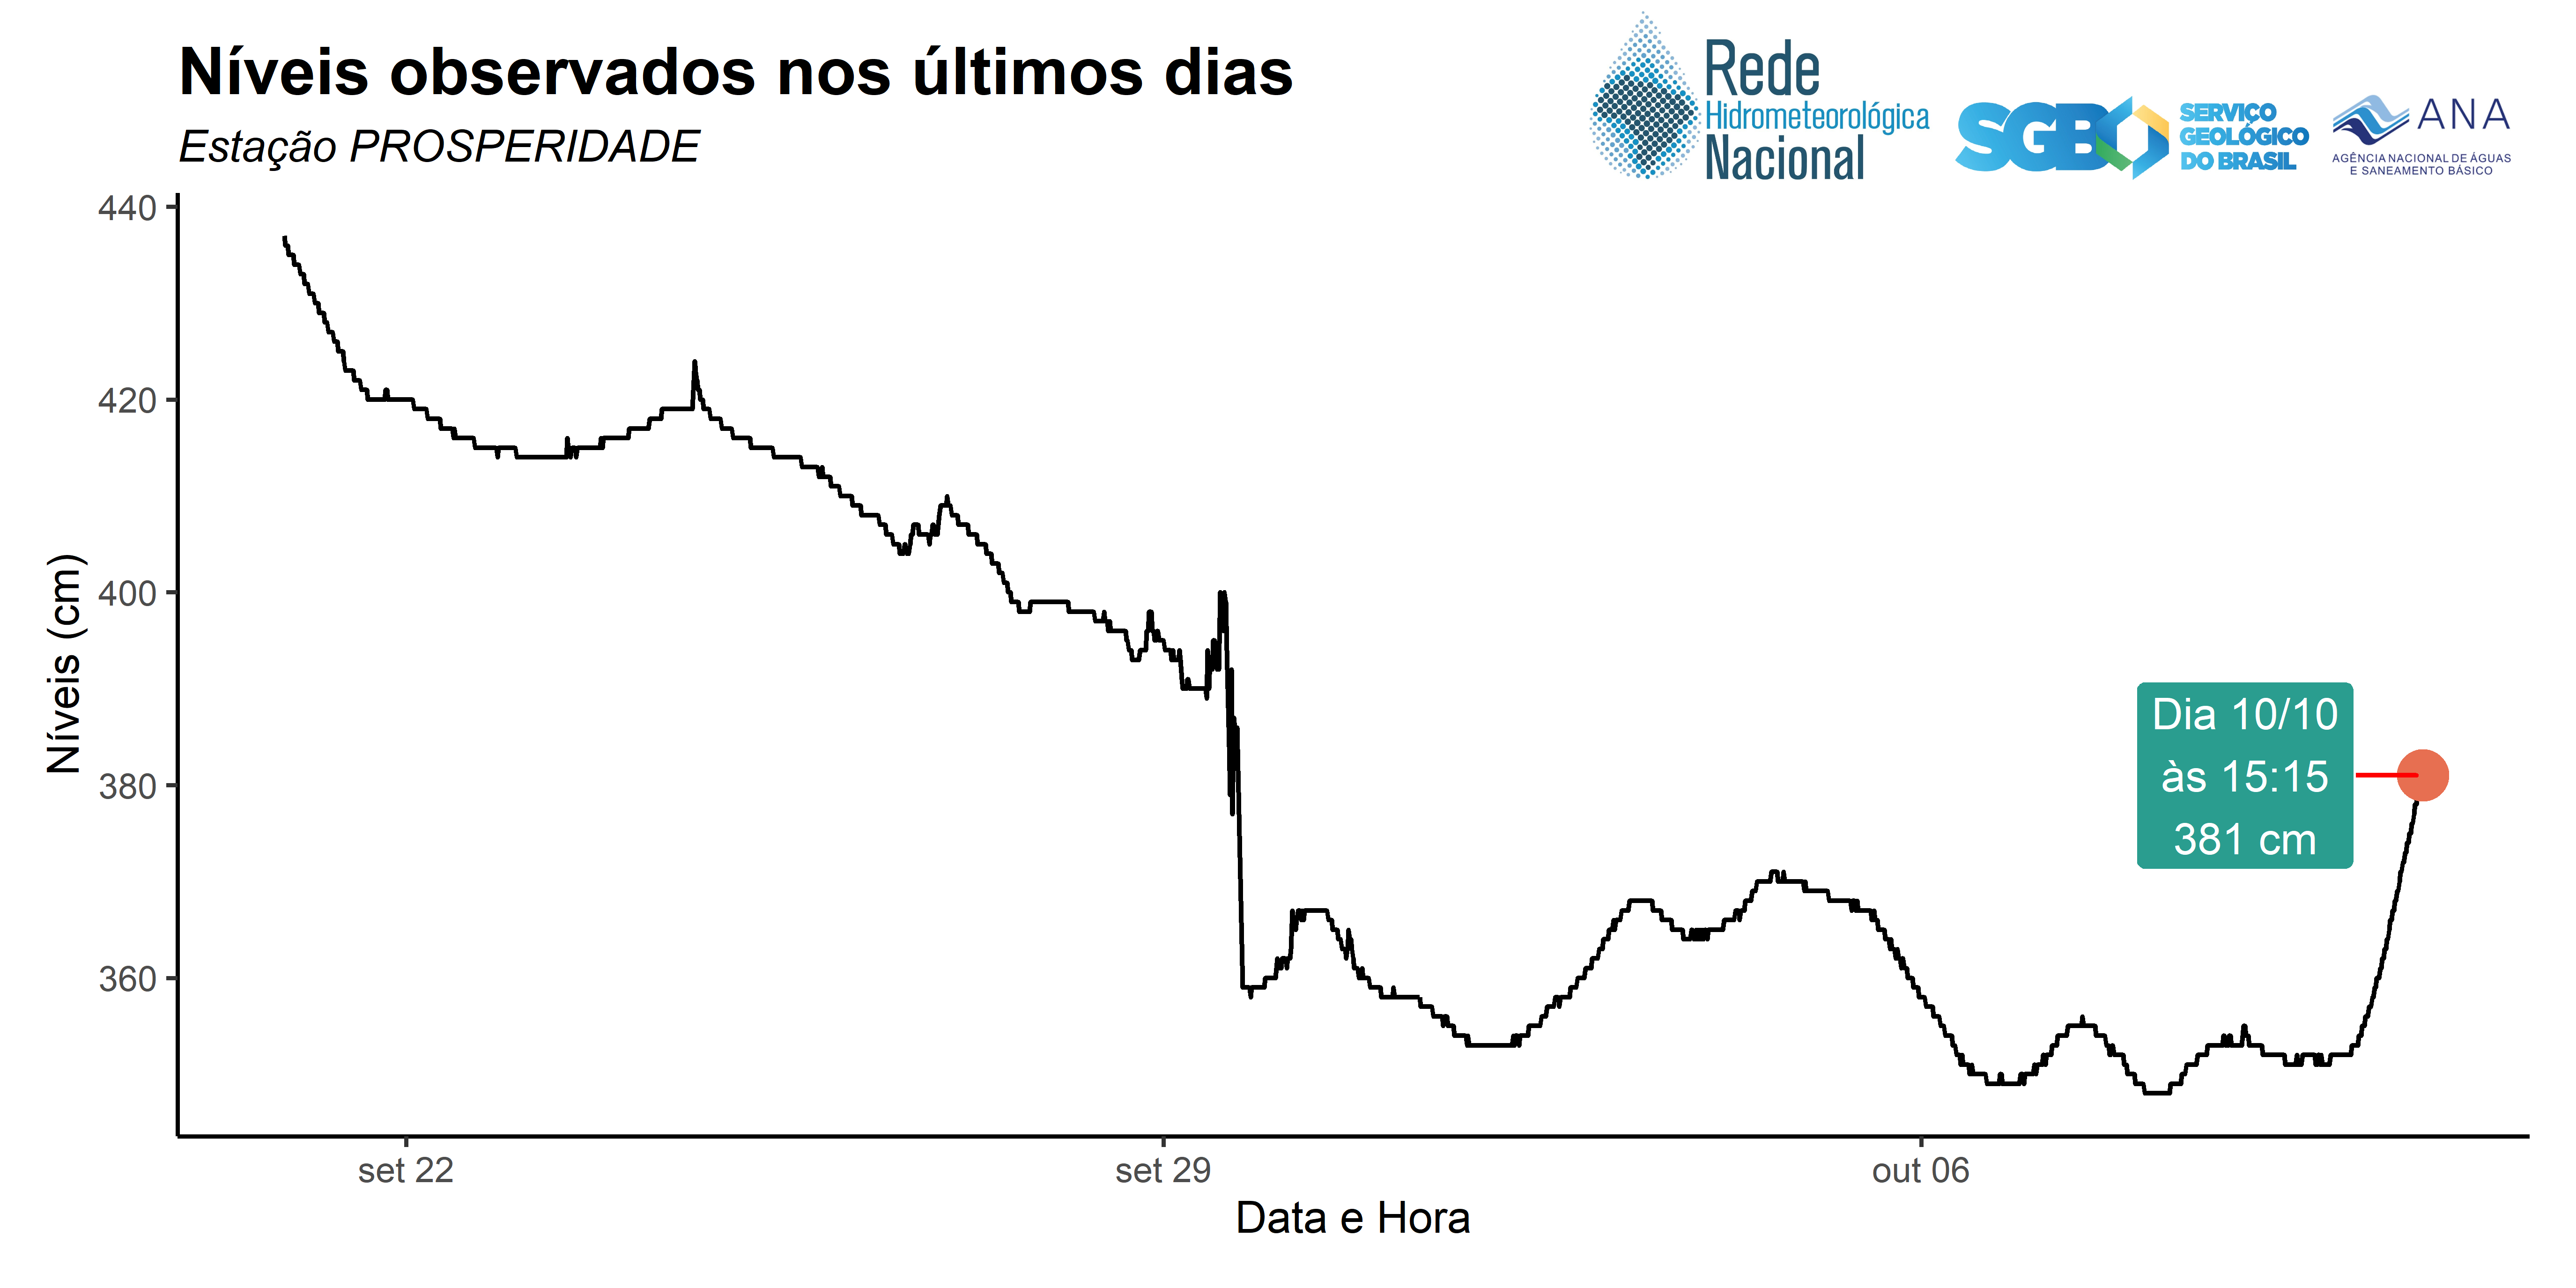 Níveis observados nos últimos dias
Estação PROSPERIDADE
Rede
Hidrometeorológica
Nacional
SGB
SERVIÇO
GEOLÓGICO
DO BRASIL
ANA
AGÊNCIA NACIONAL DE ÁGUAS
E SANEAMENTO BÁSICO
440
420
400
380
360
Níveis (cm)
Dia 10/10
às 15:15
381 cm
set 22
set 29
out 06
Data e Hora